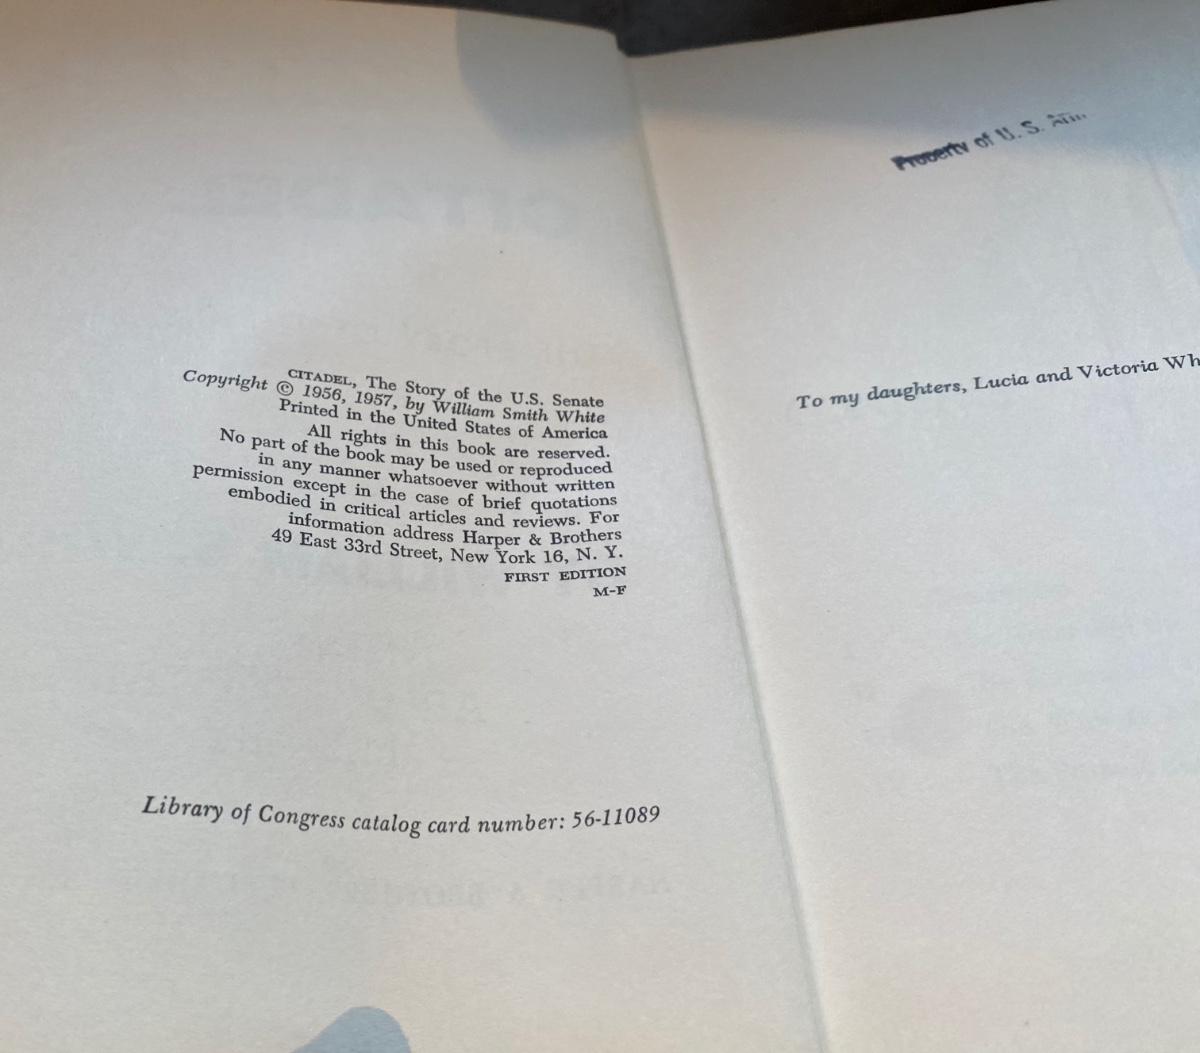 CITADEL, The Story of the U.S. Senate
Copyright © 1956, 1957, by William Smith White
Printed in the United States of America
All rights in this book are reserved.
No part of the book may be used or reproduced
in any manner whatsoever without written
permission except in the case of brief quotations
embodied in critical articles and reviews. For
information address Harper & Brothers
49 East 33rd Street, New York 16, N. Y.
FIRST EDITION
M-F
Library of Congress catalog card number: 56-11089
Property of U. S.
To my daughters, Lucia and Victoria Wh